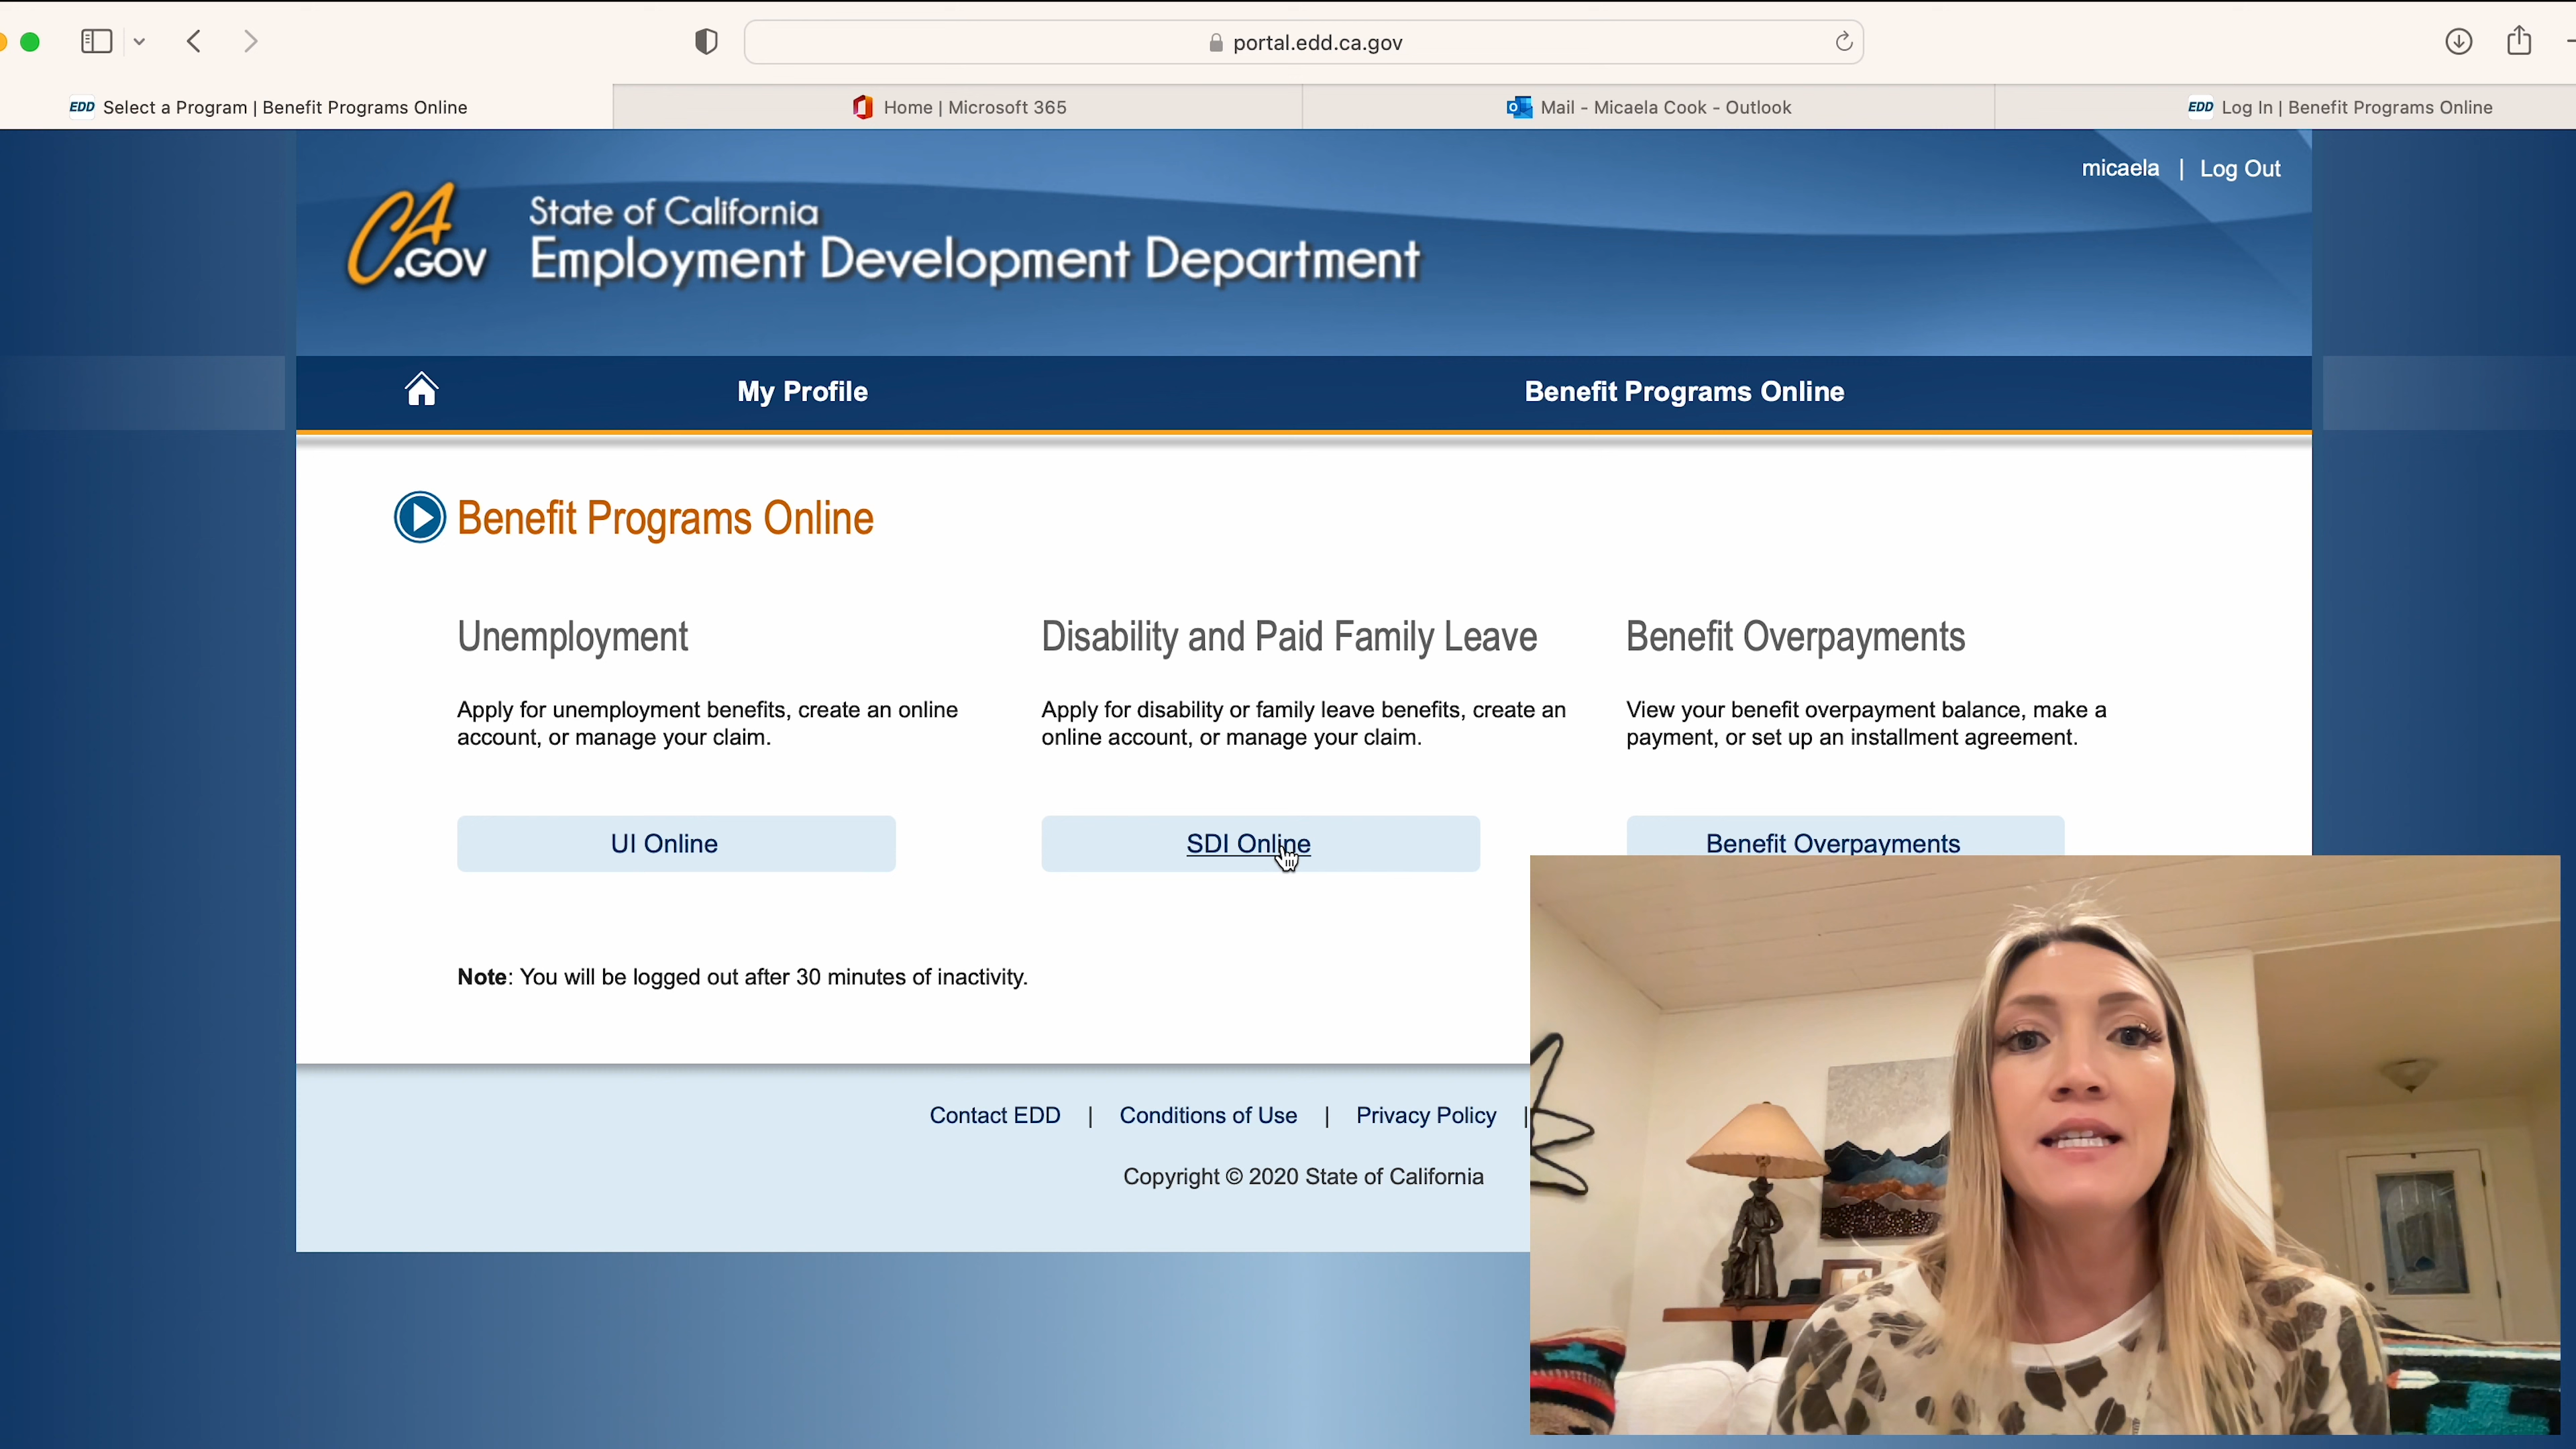 portal.edd.ca.gov
EDD Select a Program | Benefit Programs Online
Home | Microsoft 365
Mail - Micaela Cook - Outlook
EDD Log In | Benefit Programs Online
micaela | Log Out
CA.GOV
State of California
Employment Development Department
My Profile
Benefit Programs Online
Benefit Programs Online
Unemployment
Apply for unemployment benefits, create an online
account, or manage your claim.
UI Online
Disability and Paid Family Leave
Apply for disability or family leave benefits, create an
online account, or manage your claim.
SDI Online
Benefit Overpayments
View your benefit overpayment balance, make a
payment, or set up an installment agreement.
Benefit Overpayments
Note: You will be logged out after 30 minutes of inactivity.
Contact EDD | Conditions of Use | Privacy Policy |
Copyright © 2020 State of California